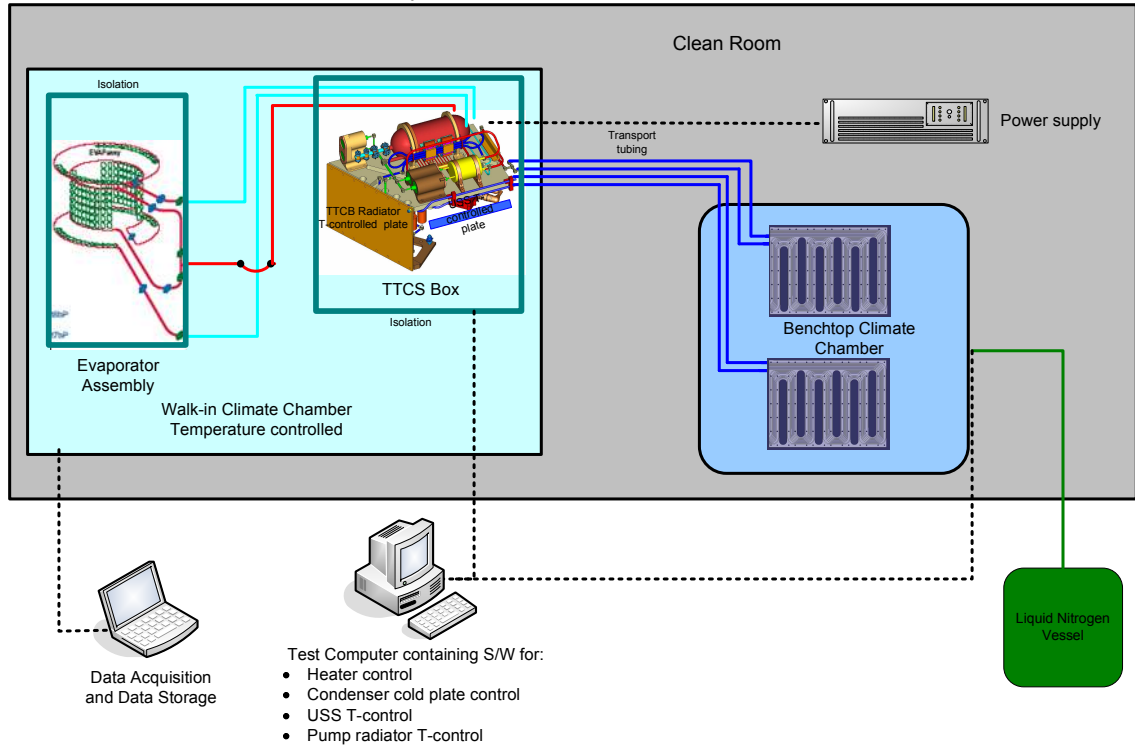 Clean Room
Isolation
Power supply
Transport
tubing
TTCB Radiator
T-controlled plate
controlled
plate
TTCS Box
Isolation
Benchtop Climate
Chamber
Evaporator
Assembly
Walk-in Climate Chamber
Temperature controlled
Liquid Nitrogen
Vessel
Data Acquisition
and Data Storage
Test Computer containing S/W for:
• Heater control
• Condenser cold plate control
• USS T-control
• Pump radiator T-control